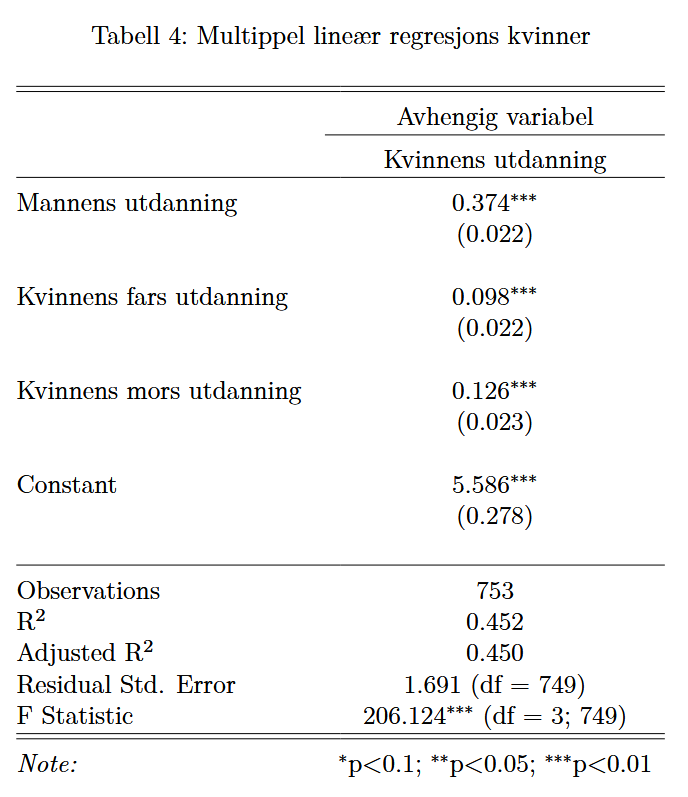 Tabell 4: Multippel lineær regresjons kvinner
Avhengig variabel
Kvinnens utdanning
Mannens utdanning 0.374***
(0.022)
Kvinnens fars utdanning 0.098***
(0.022)
Kvinnens mors utdanning 0.126***
(0.023)
Constant 5.586***
(0.278)
Observations 753
R² 0.452
Adjusted R² 0.450
Residual Std. Error 1.691 (df = 749)
F Statistic 206.124*** (df = 3; 749)
Note: *p<0.1; **p<0.05; ***p<0.01